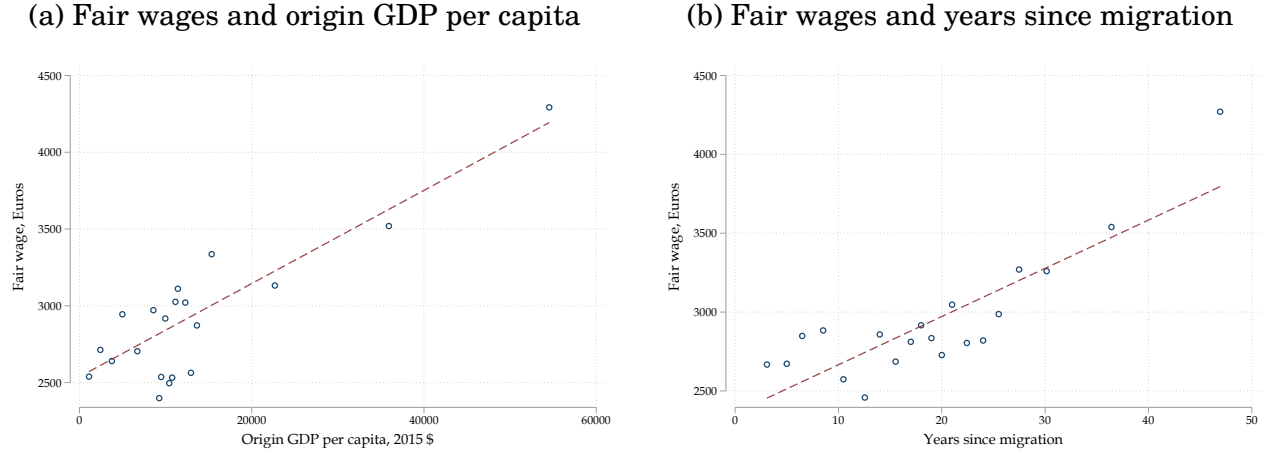 (a) Fair wages and origin GDP per capita
4500
4000
3500
3000
2500
Fair wage, Euros
0 20000 40000 60000
Origin GDP per capita, 2015 $
(b) Fair wages and years since migration
4500
4000
3500
3000
2500
Fair wage, Euros
0 10 20 30 40 50
Years since migration